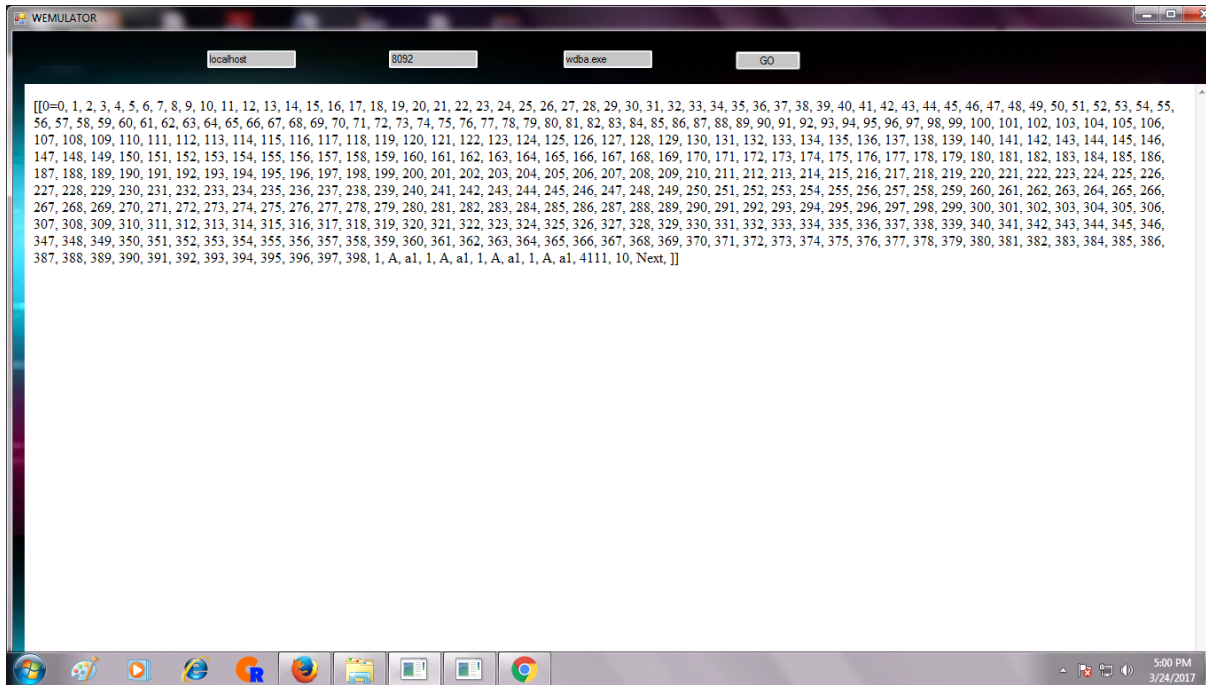 WEMULATOR
localhost 8092 wdba.exe GO
[[0=0, 1, 2, 3, 4, 5, 6, 7, 8, 9, 10, 11, 12, 13, 14, 15, 16, 17, 18, 19, 20, 21, 22, 23, 24, 25, 26, 27, 28, 29, 30, 31, 32, 33, 34, 35, 36, 37, 38, 39, 40, 41, 42, 43, 44, 45, 46, 47, 48, 49, 50, 51, 52, 53, 54, 55,
56, 57, 58, 59, 60, 61, 62, 63, 64, 65, 66, 67, 68, 69, 70, 71, 72, 73, 74, 75, 76, 77, 78, 79, 80, 81, 82, 83, 84, 85, 86, 87, 88, 89, 90, 91, 92, 93, 94, 95, 96, 97, 98, 99, 100, 101, 102, 103, 104, 105, 106,
107, 108, 109, 110, 111, 112, 113, 114, 115, 116, 117, 118, 119, 120, 121, 122, 123, 124, 125, 126, 127, 128, 129, 130, 131, 132, 133, 134, 135, 136, 137, 138, 139, 140, 141, 142, 143, 144, 145, 146,
147, 148, 149, 150, 151, 152, 153, 154, 155, 156, 157, 158, 159, 160, 161, 162, 163, 164, 165, 166, 167, 168, 169, 170, 171, 172, 173, 174, 175, 176, 177, 178, 179, 180, 181, 182, 183, 184, 185, 186,
187, 188, 189, 190, 191, 192, 193, 194, 195, 196, 197, 198, 199, 200, 201, 202, 203, 204, 205, 206, 207, 208, 209, 210, 211, 212, 213, 214, 215, 216, 217, 218, 219, 220, 221, 222, 223, 224, 225, 226,
227, 228, 229, 230, 231, 232, 233, 234, 235, 236, 237, 238, 239, 240, 241, 242, 243, 244, 245, 246, 247, 248, 249, 250, 251, 252, 253, 254, 255, 256, 257, 258, 259, 260, 261, 262, 263, 264, 265, 266,
267, 268, 269, 270, 271, 272, 273, 274, 275, 276, 277, 278, 279, 280, 281, 282, 283, 284, 285, 286, 287, 288, 289, 290, 291, 292, 293, 294, 295, 296, 297, 298, 299, 300, 301, 302, 303, 304, 305, 306,
307, 308, 309, 310, 311, 312, 313, 314, 315, 316, 317, 318, 319, 320, 321, 322, 323, 324, 325, 326, 327, 328, 329, 330, 331, 332, 333, 334, 335, 336, 337, 338, 339, 340, 341, 342, 343, 344, 345, 346,
347, 348, 349, 350, 351, 352, 353, 354, 355, 356, 357, 358, 359, 360, 361, 362, 363, 364, 365, 366, 367, 368, 369, 370, 371, 372, 373, 374, 375, 376, 377, 378, 379, 380, 381, 382, 383, 384, 385, 386,
387, 388, 389, 390, 391, 392, 393, 394, 395, 396, 397, 398, 1, A, a1, 1, A, a1, 1, A, a1, 1, A, a1, 4111, 10, Next, ]]
5:00 PM
3/24/2017